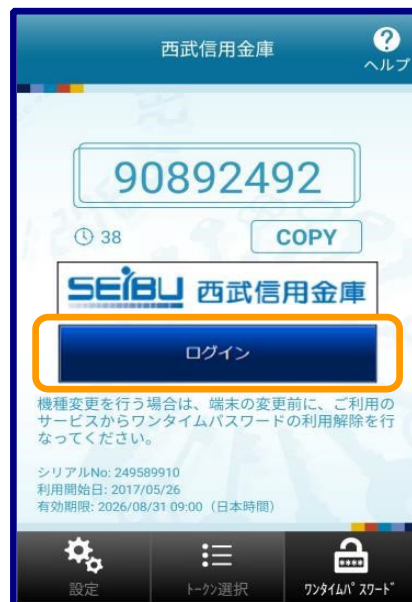 西武信用金庫
?
ヘルプ
90892492
38
COPY
SEIBU 西武信用金庫
ログイン
機種変更を行う場合は、端末の変更前に、ご利用の
サービスからワンタイムパスワードの利用解除を行
なってください。
シリアルNo: 249589910
利用開始日: 2017/05/26
有効期限: 2026/08/31 09:00（日本時間）
****
設定
トークン選択
ワンタイムパスワード